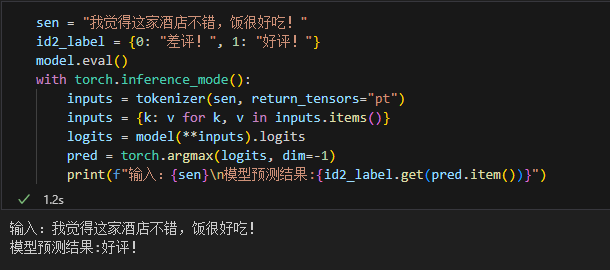 sen = "我觉得这家酒店不错，饭很好吃！"
id2_label = {0: "差评！", 1: "好评！"}
model.eval()
with torch.inference_mode():
    inputs = tokenizer(sen, return_tensors="pt")
    inputs = {k: v for k, v in inputs.items()}
    logits = model(**inputs).logits
    pred = torch.argmax(logits, dim=-1)
    print(f"输入：{sen}\n模型预测结果:{id2_label.get(pred.item())}")
1.2s
输入：我觉得这家酒店不错，饭很好吃！
模型预测结果:好评！